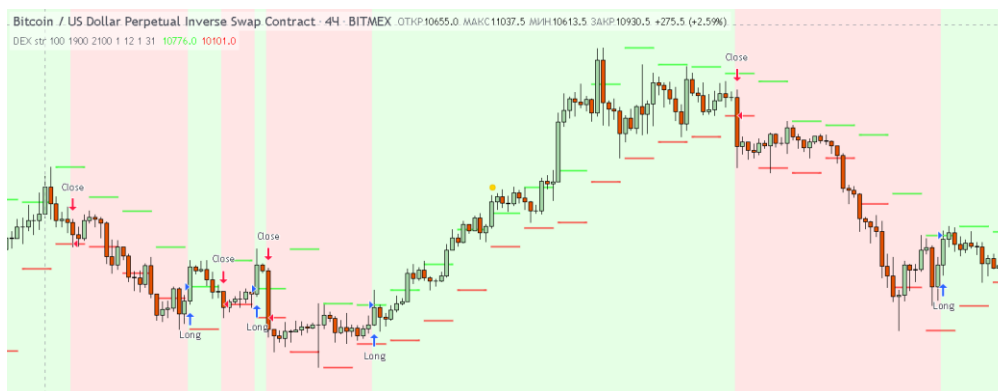 Bitcoin / US Dollar Perpetual Inverse Swap Contract · 4Ч · BITMEX ОТКР10655.0 МАКС11037.5 МИН10613.5 ЗАКР10930.5 +275.5 (+2.59%)
DEX str 100 1900 2100 1 12 1 31 10776.0 10101.0
Close
Close
Close
Close
Long
Long
Long
Long